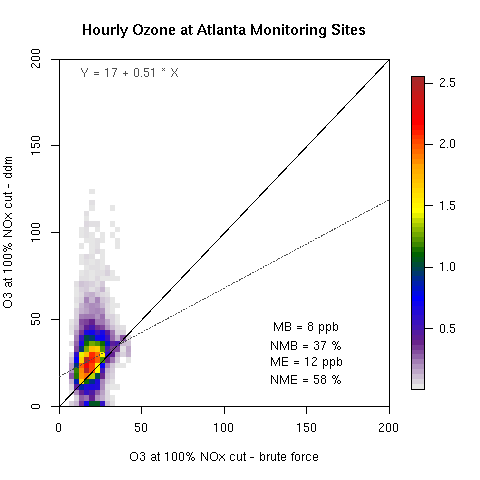 Hourly Ozone at Atlanta Monitoring Sites
Y = 17 + 0.51 * X
200
150
100
50
0
O3 at 100% NOx cut - ddm
MB = 8 ppb
NMB = 37 %
ME = 12 ppb
NME = 58 %
0 50 100 150 200
O3 at 100% NOx cut - brute force
2.5
2.0
1.5
1.0
0.5